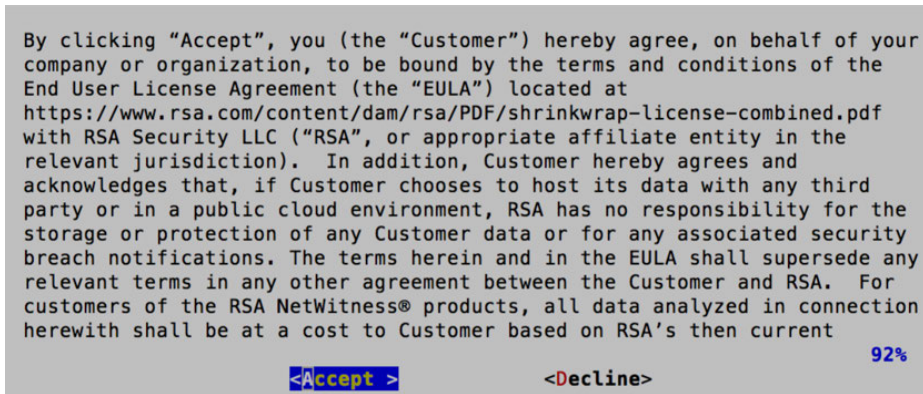 By clicking “Accept”, you (the “Customer”) hereby agree, on behalf of your
company or organization, to be bound by the terms and conditions of the
End User License Agreement (the “EULA”) located at
https://www.rsa.com/content/dam/rsa/PDF/shrinkwrap-license-combined.pdf
with RSA Security LLC (“RSA”, or appropriate affiliate entity in the
relevant jurisdiction).  In addition, Customer hereby agrees and
acknowledges that, if Customer chooses to host its data with any third
party or in a public cloud environment, RSA has no responsibility for the
storage or protection of any Customer data or for any associated security
breach notifications. The terms herein and in the EULA shall supersede any
relevant terms in any other agreement between the Customer and RSA.  For
customers of the RSA NetWitness® products, all data analyzed in connection
herewith shall be at a cost to Customer based on RSA’s then current
92%
<Accept > <Decline>